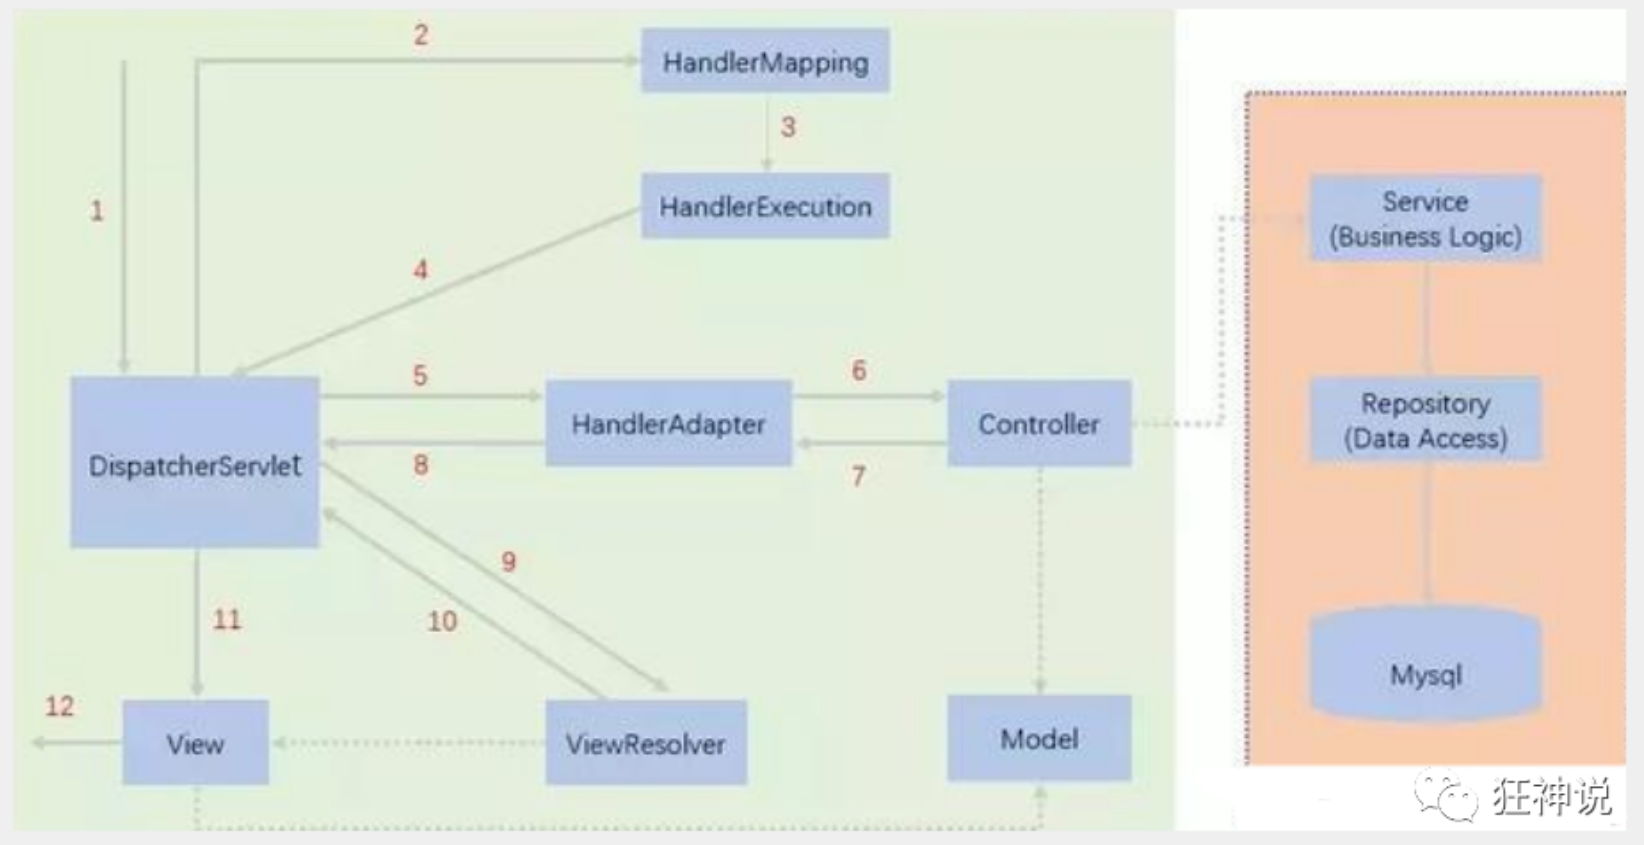 2
HandlerMapping
3
1
HandlerExecution
Service
(Business Logic)
4
5
6
HandlerAdapter
Controller
Repository
(Data Access)
DispatcherServlet
8
7
9
10
11
12
View
ViewResolver
Model
Mysql
狂神说